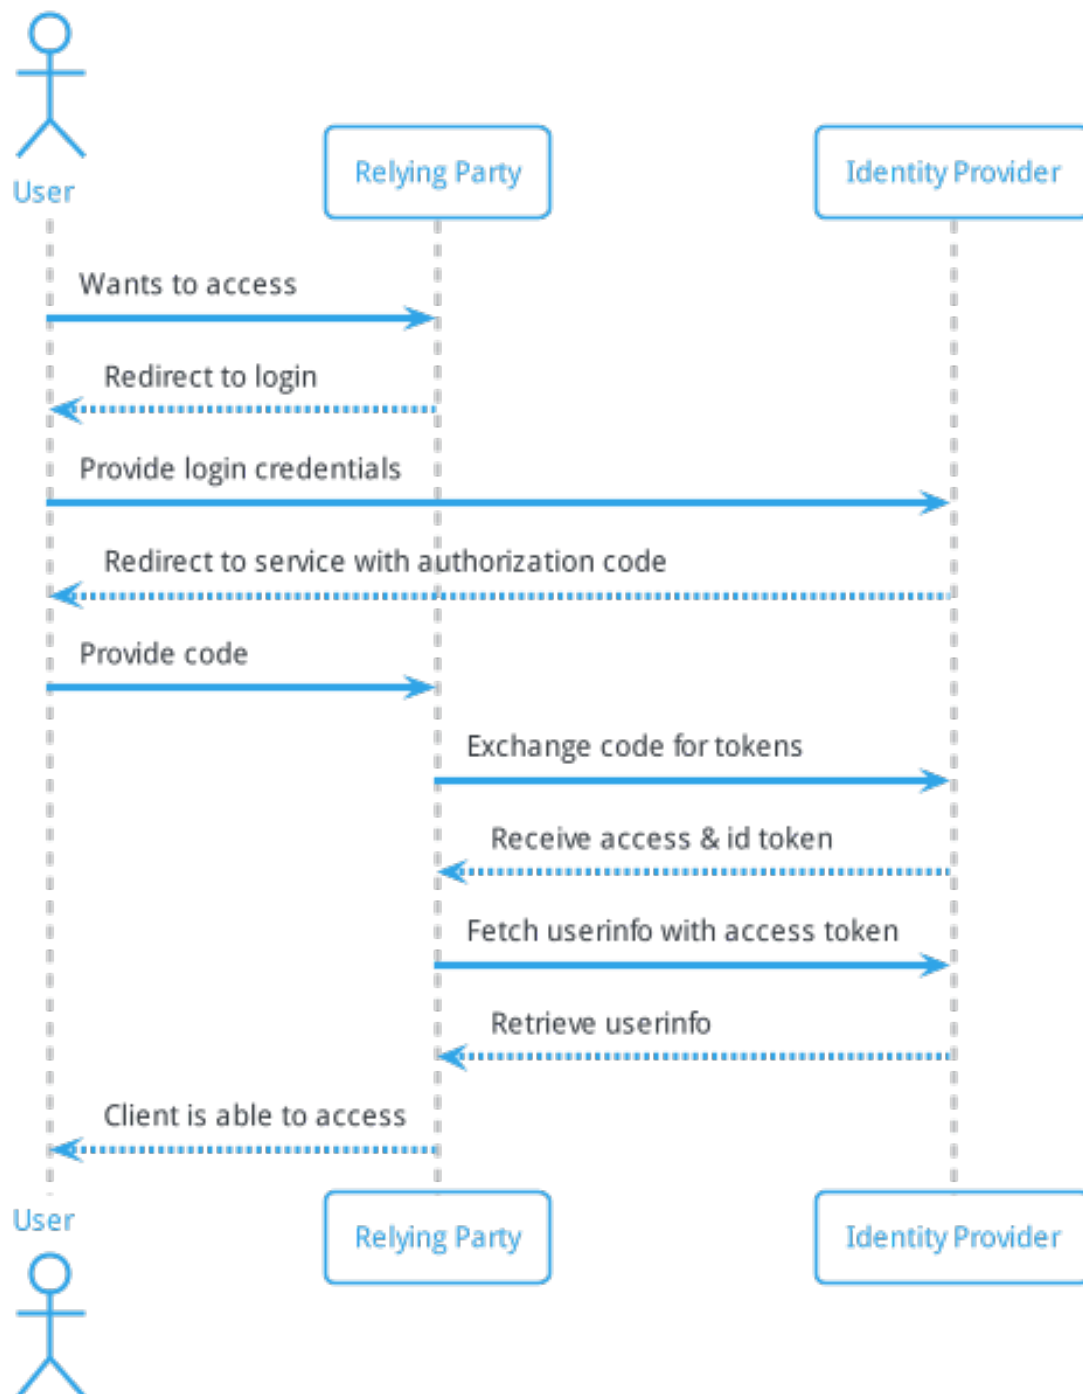 User
Relying Party
Identity Provider
Wants to access
Redirect to login
Provide login credentials
Redirect to service with authorization code
Provide code
Exchange code for tokens
Receive access & id token
Fetch userinfo with access token
Retrieve userinfo
Client is able to access
User
Relying Party
Identity Provider